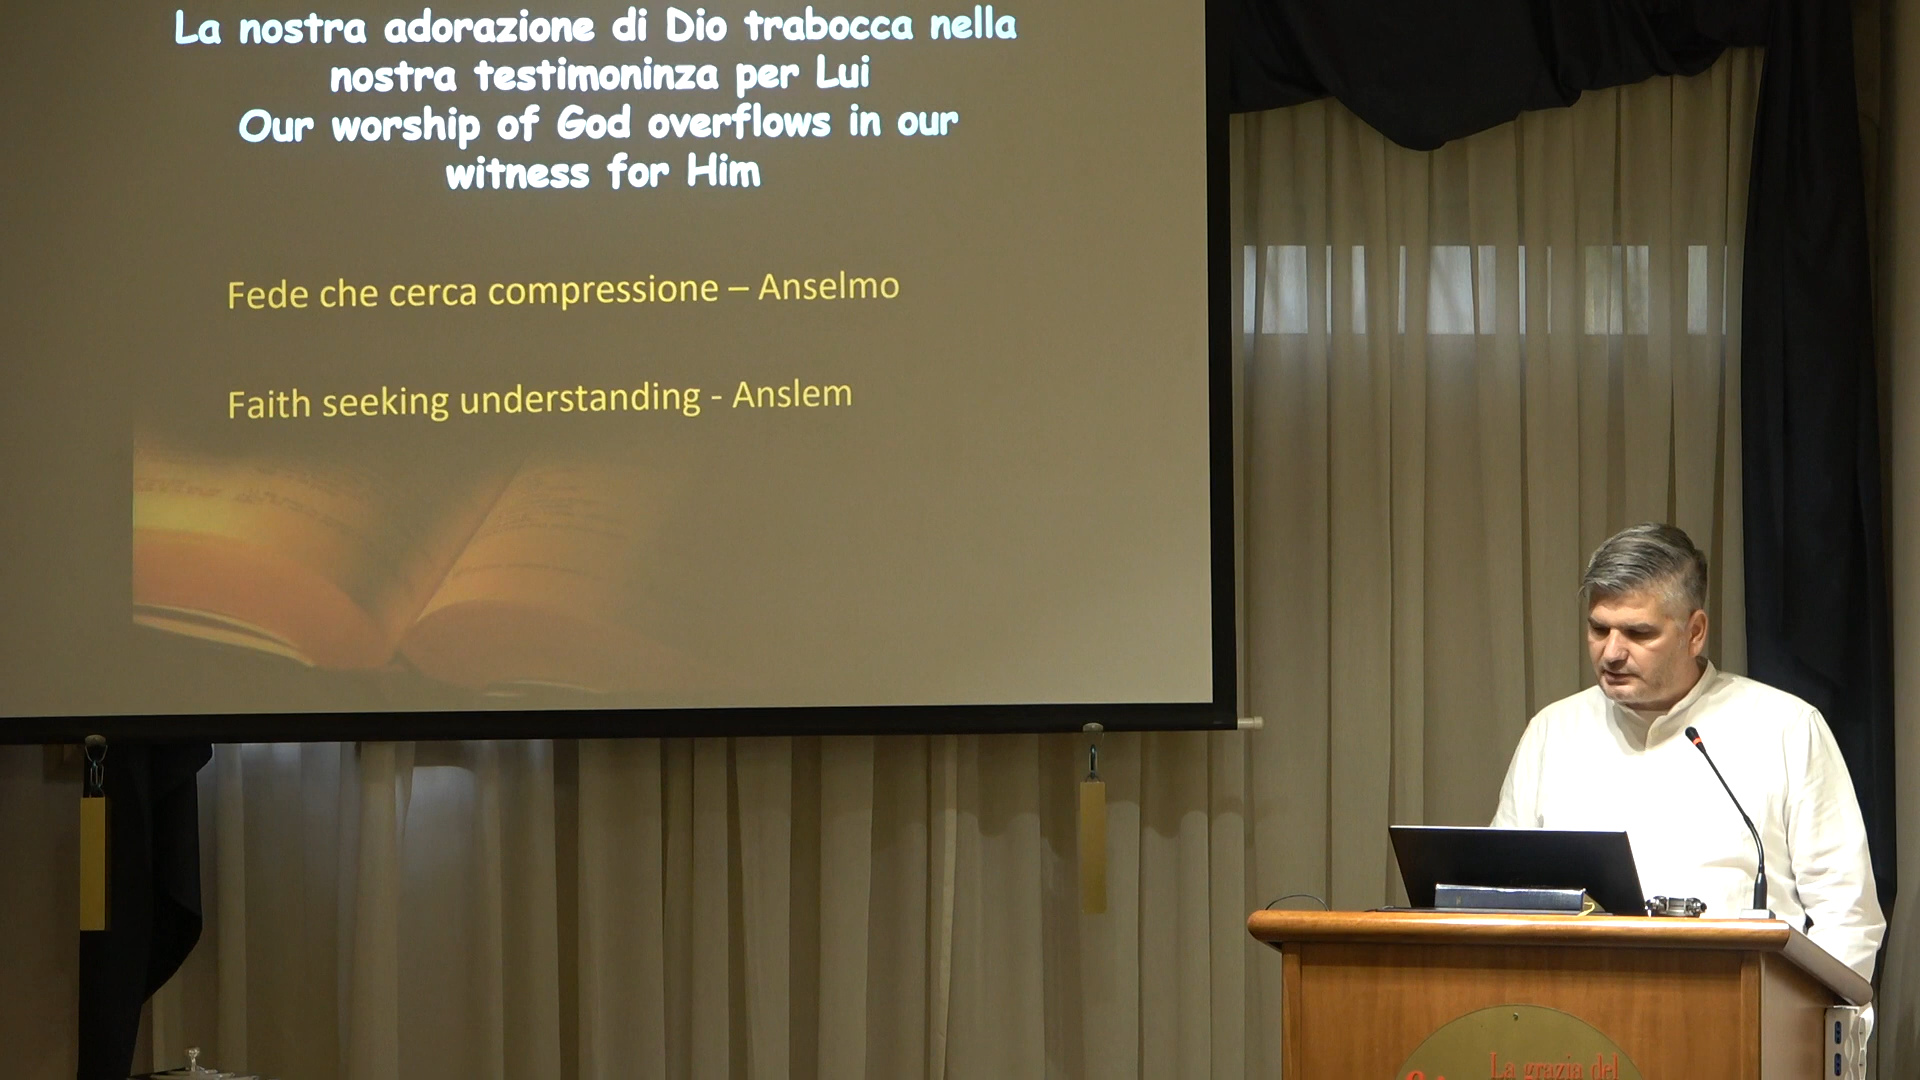 La nostra adorazione di Dio trabocca nella
nostra testimoninza per Lui
Our worship of God overflows in our
witness for Him
Fede che cerca compressione – Anselmo
Faith seeking understanding - Anslem
La grazia del